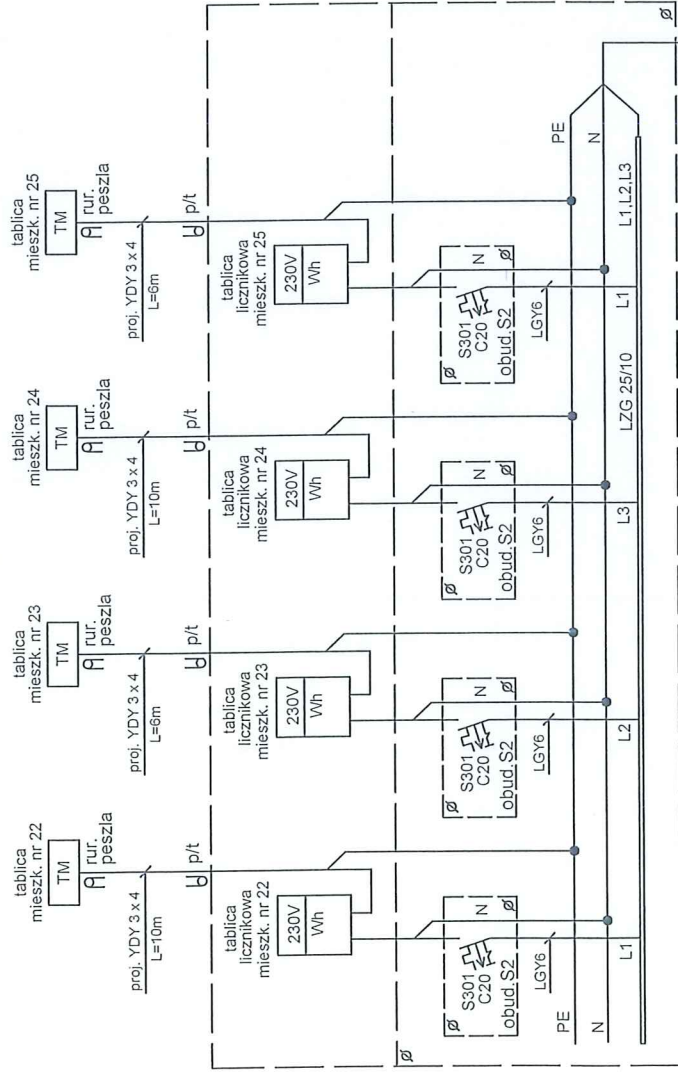 tablica
mieszk. nr 22
TM
rur.
peszla
proj. YDY 3 x 4
L=10m
p/t
tablica
licznikowa
mieszk. nr 22
230V
Wh
S301
C20
N
obud.S2
LGY6
L1
tablica
mieszk. nr 23
TM
rur.
peszla
proj. YDY 3 x 4
L=6m
p/t
tablica
licznikowa
mieszk. nr 23
230V
Wh
S301
C20
N
obud.S2
LGY6
L2
tablica
mieszk. nr 24
TM
rur.
peszla
proj. YDY 3 x 4
L=10m
p/t
tablica
licznikowa
mieszk. nr 24
230V
Wh
S301
C20
N
obud.S2
LGY6
L3
tablica
mieszk. nr 25
TM
rur.
peszla
proj. YDY 3 x 4
L=6m
p/t
tablica
licznikowa
mieszk. nr 25
230V
Wh
S301
C20
N
obud.S2
LGY6
L1
PE
N
LZG 25/10
L1,L2,L3
PE
N